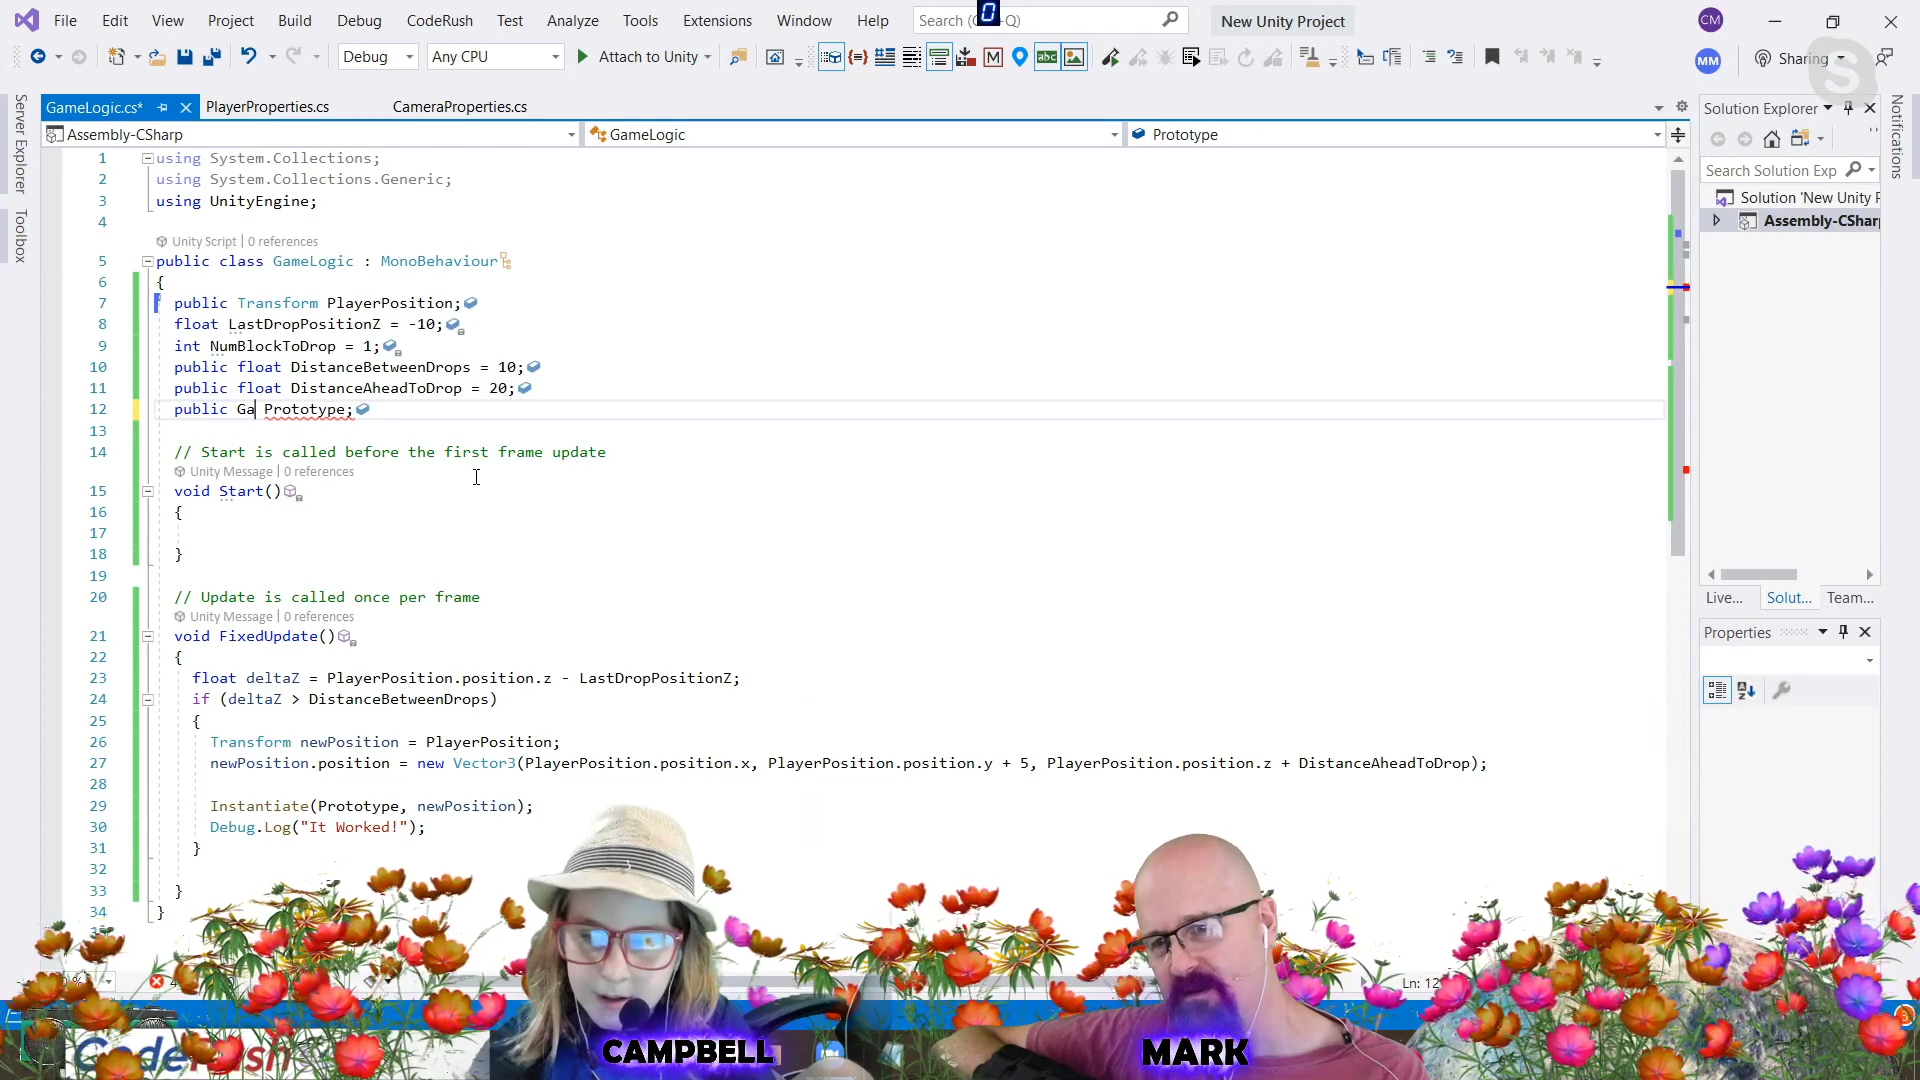 File Edit View Project Build Debug CodeRush Test Analyze Tools Extensions Window Help Search New Unity Project CM
Debug Any CPU Attach to Unity MM Sharing
GameLogic.cs* PlayerProperties.cs CameraProperties.cs
Assembly-CSharp GameLogic Prototype
Server Explorer
Toolbox
Notifications
1 using System.Collections;
2 using System.Collections.Generic;
3 using UnityEngine;
4
Unity Script | 0 references
5 public class GameLogic : MonoBehaviour
6 {
7 public Transform PlayerPosition;
8 float LastDropPositionZ = -10;
9 int NumBlockToDrop = 1;
10 public float DistanceBetweenDrops = 10;
11 public float DistanceAheadToDrop = 20;
12 public Ga Prototype;
13
14 // Start is called before the first frame update
Unity Message | 0 references
15 void Start()
16 {
17
18 }
19
20 // Update is called once per frame
Unity Message | 0 references
21 void FixedUpdate()
22 {
23 float deltaZ = PlayerPosition.position.z - LastDropPositionZ;
24 if (deltaZ > DistanceBetweenDrops)
25 {
26 Transform newPosition = PlayerPosition;
27 newPosition.position = new Vector3(PlayerPosition.position.x, PlayerPosition.position.y + 5, PlayerPosition.position.z + DistanceAheadToDrop);
28
29 Instantiate(Prototype, newPosition);
30 Debug.Log("It Worked!");
31 }
32
33 }
34 }
Solution Explorer
Search Solution Exp
Solution 'New Unity P
Assembly-CShar
Live... Solut... Team...
Properties
Ln: 12
CodeRush
CAMPBELL
MARK
3